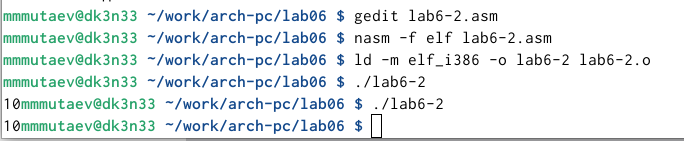 mmmutaev@dk3n33 ~/work/arch-pc/lab06 $ gedit lab6-2.asm
mmmutaev@dk3n33 ~/work/arch-pc/lab06 $ nasm -f elf lab6-2.asm
mmmutaev@dk3n33 ~/work/arch-pc/lab06 $ ld -m elf_i386 -o lab6-2 lab6-2.o
mmmutaev@dk3n33 ~/work/arch-pc/lab06 $ ./lab6-2
10mmmutaev@dk3n33 ~/work/arch-pc/lab06 $ ./lab6-2
10mmmutaev@dk3n33 ~/work/arch-pc/lab06 $